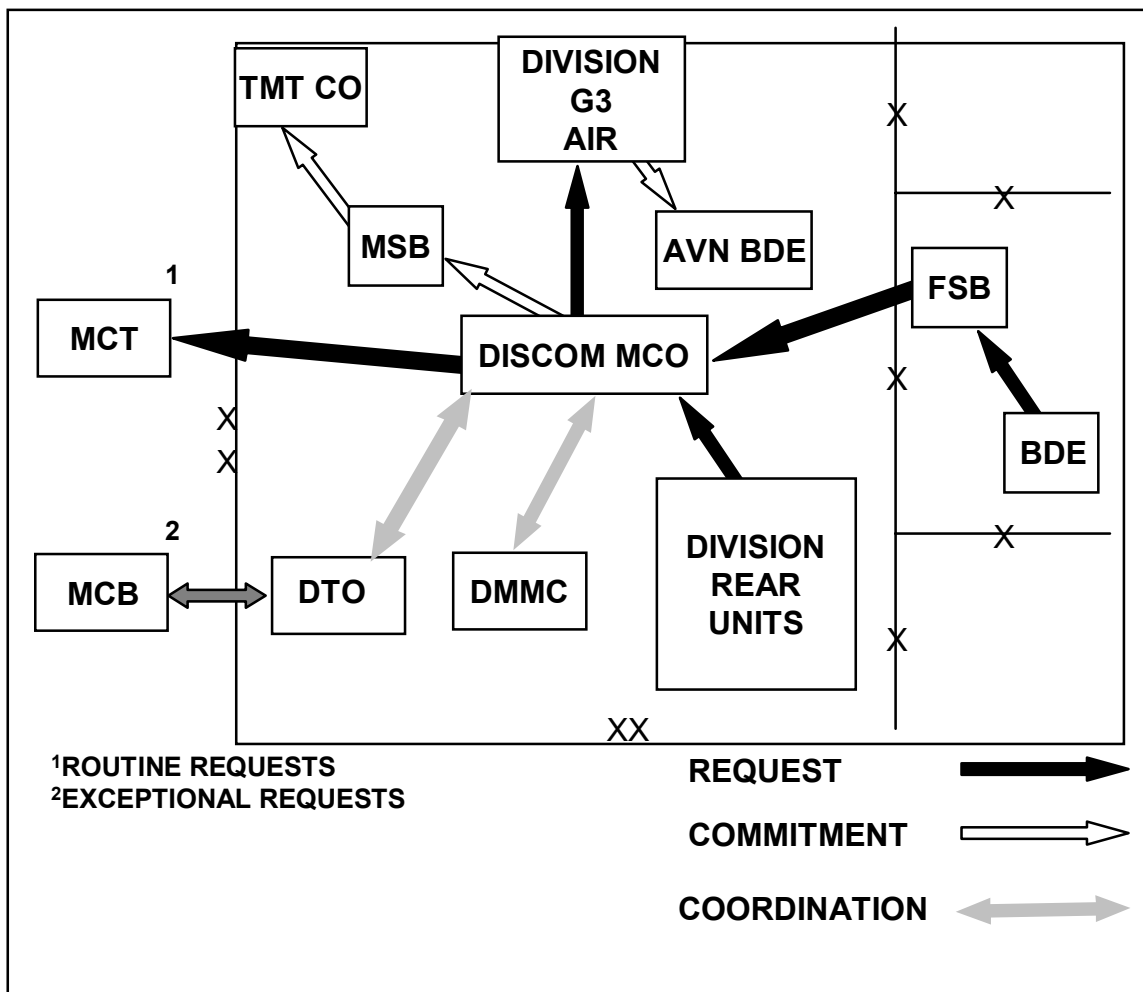 TMT CO
DIVISION
G3
AIR
X
X
MSB
AVN BDE
FSB
1
MCT
DISCOM MCO
X
X
X
BDE
2
MCB
DTO
DMMC
DIVISION
REAR
UNITS
X
X
XX
¹ROUTINE REQUESTS
²EXCEPTIONAL REQUESTS
REQUEST
COMMITMENT
COORDINATION